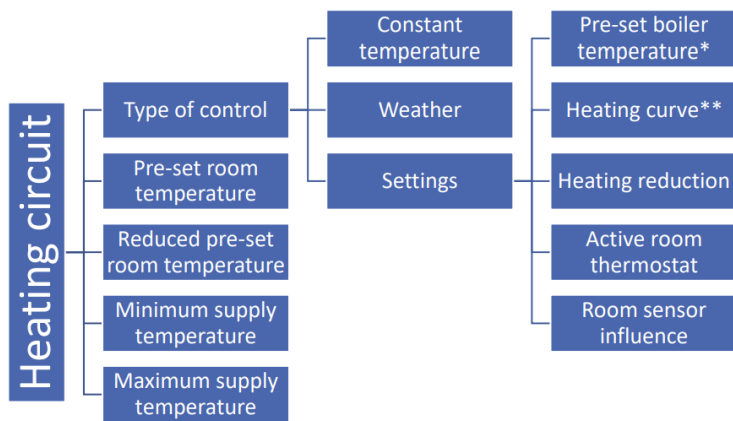 Heating circuit
Type of control
Pre-set room
temperature
Reduced pre-set
room temperature
Minimum supply
temperature
Maximum supply
temperature
Constant
temperature
Weather
Settings
Pre-set boiler
temperature*
Heating curve**
Heating reduction
Active room
thermostat
Room sensor
influence